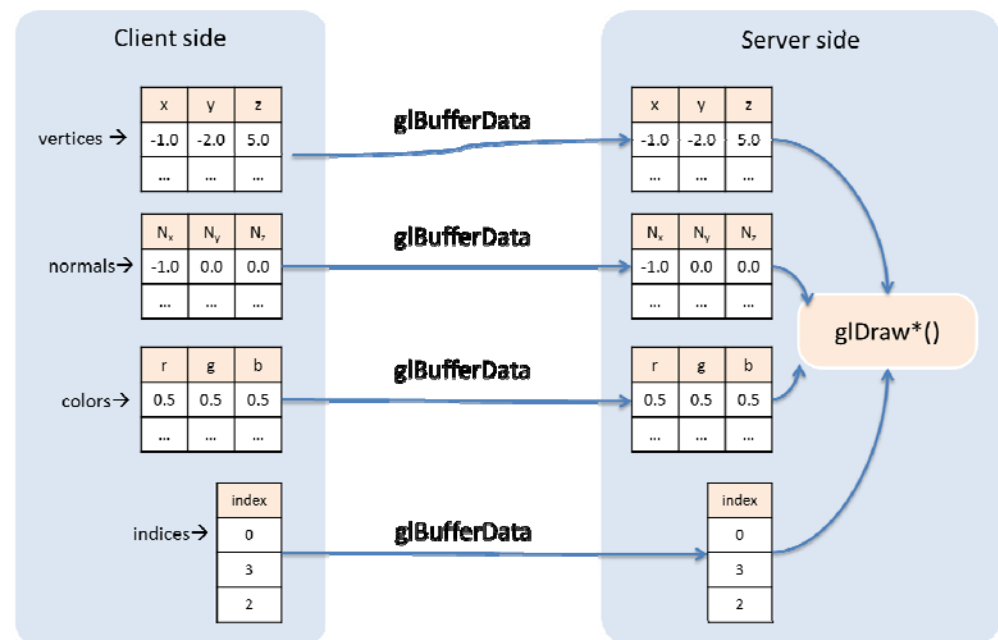 Client side
Server side
x y z
vertices → -1.0 -2.0 5.0
... ... ...
glBufferData
x y z
-1.0 -2.0 5.0
... ... ...
Nx Ny Nz
normals→ -1.0 0.0 0.0
... ... ...
glBufferData
Nx Ny Nz
-1.0 0.0 0.0
... ... ...
glDraw*()
r g b
colors→ 0.5 0.5 0.5
... ... ...
glBufferData
r g b
0.5 0.5 0.5
... ... ...
index
indices→ 0
3
2
glBufferData
index
0
3
2